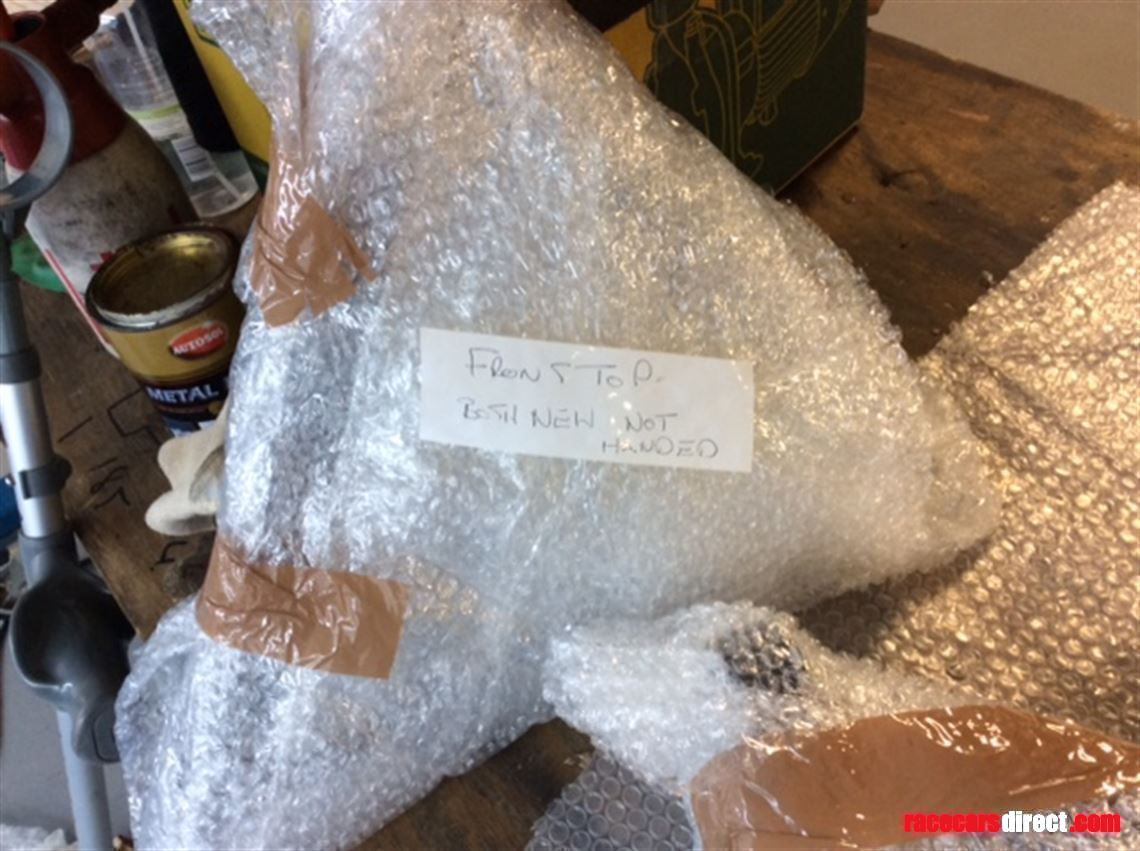 AUTOSOL
METAL
FRONT TOP.
BOTH NEW NOT
HANDED
racecarsdirect.com